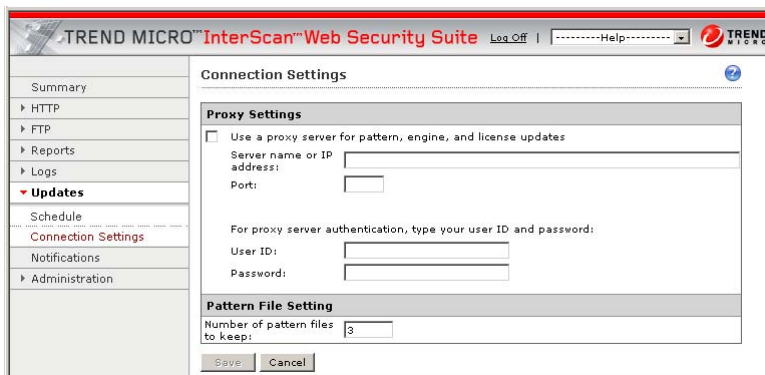 TREND MICRO™ InterScan™ Web Security Suite Log Off | ---------Help---------
TREND
MICRO
Connection Settings
Summary
HTTP
FTP
Reports
Logs
Updates
Schedule
Connection Settings
Notifications
Administration
Proxy Settings
Use a proxy server for pattern, engine, and license updates
Server name or IP
address:
Port:
For proxy server authentication, type your user ID and password:
User ID:
Password:
Pattern File Setting
Number of pattern files
to keep:
3
Save
Cancel